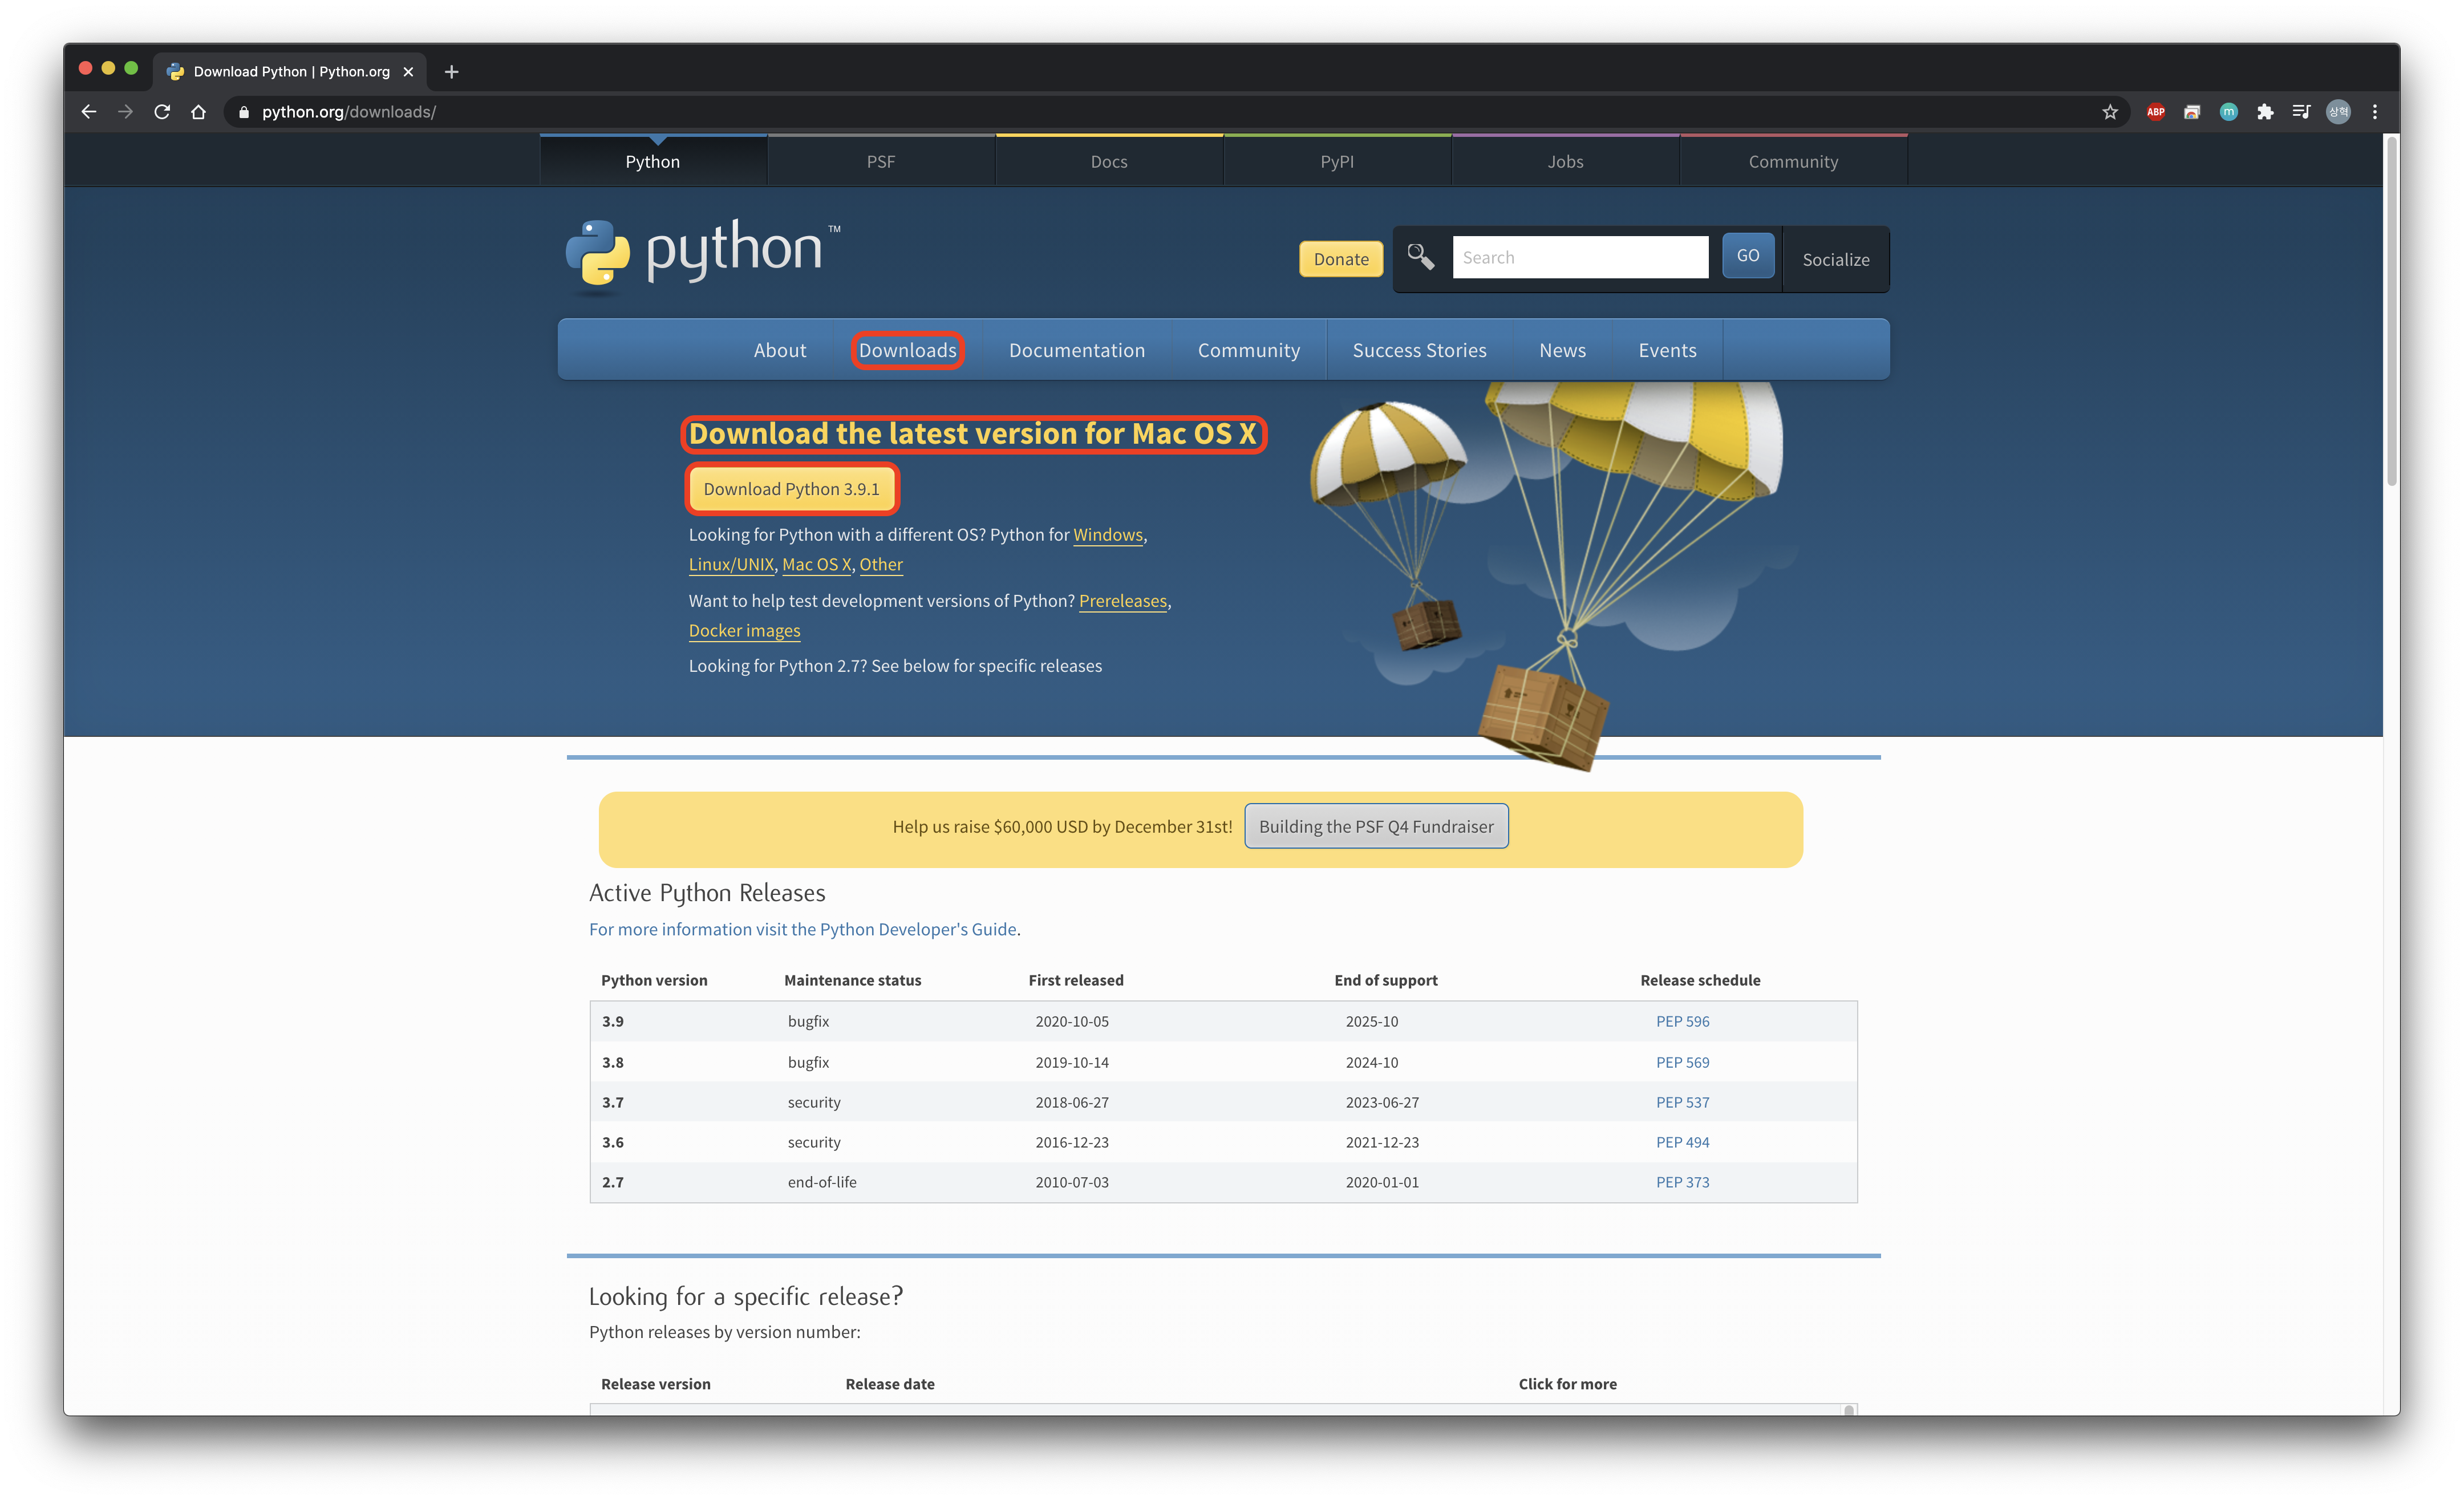 Download Python | Python.org
python.org/downloads/
ABP
m
상혁
Python PSF Docs PyPI Jobs Community
python™
Donate
Search
GO
Socialize
About Downloads Documentation Community Success Stories News Events
Download the latest version for Mac OS X
Download Python 3.9.1
Looking for Python with a different OS? Python for Windows,
Linux/UNIX, Mac OS X, Other
Want to help test development versions of Python? Prereleases,
Docker images
Looking for Python 2.7? See below for specific releases
Help us raise $60,000 USD by December 31st! Building the PSF Q4 Fundraiser
Active Python Releases
For more information visit the Python Developer's Guide.
Python version Maintenance status First released End of support Release schedule
3.9 bugfix 2020-10-05 2025-10 PEP 596
3.8 bugfix 2019-10-14 2024-10 PEP 569
3.7 security 2018-06-27 2023-06-27 PEP 537
3.6 security 2016-12-23 2021-12-23 PEP 494
2.7 end-of-life 2010-07-03 2020-01-01 PEP 373
Looking for a specific release?
Python releases by version number:
Release version Release date Click for more